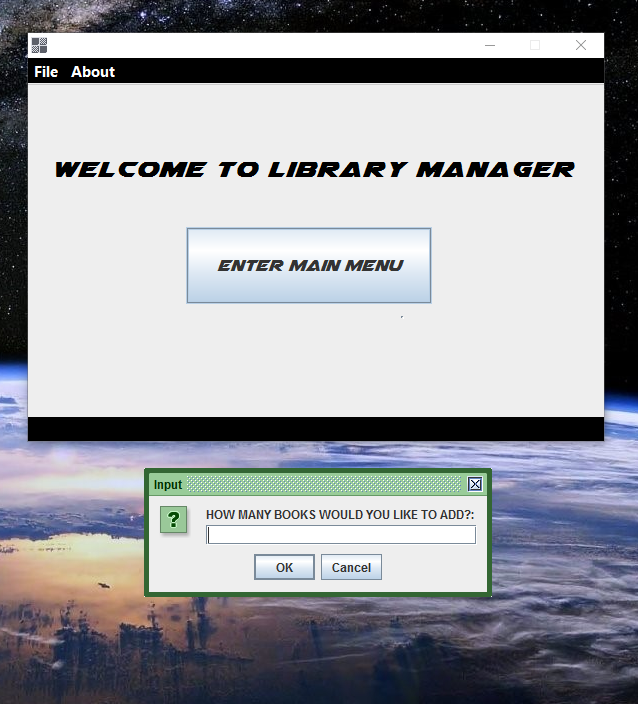 File About
WELCOME TO LIBRARY MANAGER
ENTER MAIN MENU
Input
? HOW MANY BOOKS WOULD YOU LIKE TO ADD?:
OK Cancel